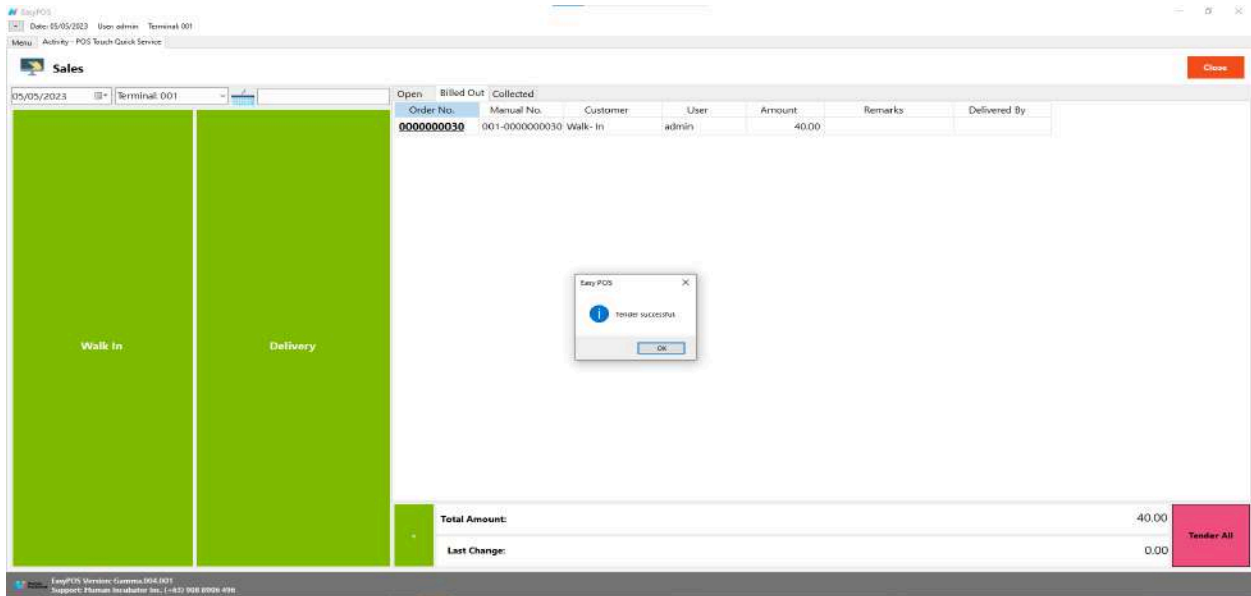 EasyPOS
Date: 05/05/2023 User: admin Terminal: 001
Menu Activity - POS Touch Quick Service
Sales
Close
05/05/2023 Terminal: 001
Open Billed Out Collected
Order No. Manual No. Customer User Amount Remarks Delivered By
0000000030 001-0000000030 Walk- In admin 40.00
Easy POS
Tender successful.
OK
Walk In
Delivery
Total Amount: 40.00
Tender All
Last Change: 0.00
EasyPOS Version: Gamma.004.001
Support: Human Incubator Inc. (+63) 908 8906 496